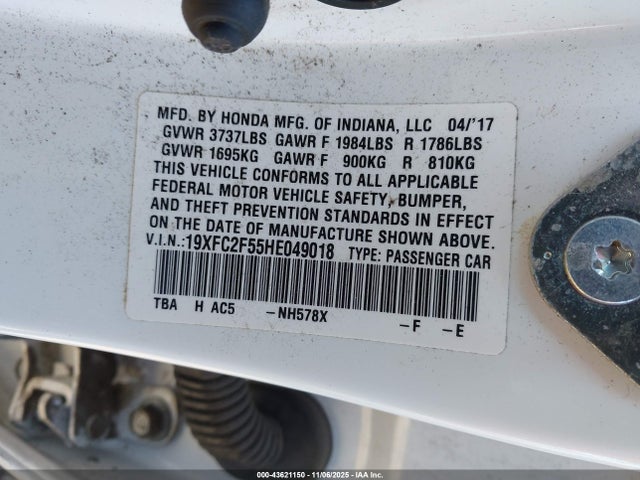 MFD. BY HONDA MFG. OF INDIANA, LLC 04/'17
GVWR 3737LBS GAWR F 1984LBS R 1786LBS
GVWR 1695KG GAWR F 900KG R 810KG
THIS VEHICLE CONFORMS TO ALL APPLICABLE
FEDERAL MOTOR VEHICLE SAFETY, BUMPER,
AND THEFT PREVENTION STANDARDS IN EFFECT
ON THE DATE OF MANUFACTURE SHOWN ABOVE.
V.I.N.:19XFC2F55HE049018 TYPE: PASSENGER CAR
TBA H AC5 -NH578X -F -E
000-43621150 - 11/06/2025 - IAA Inc.